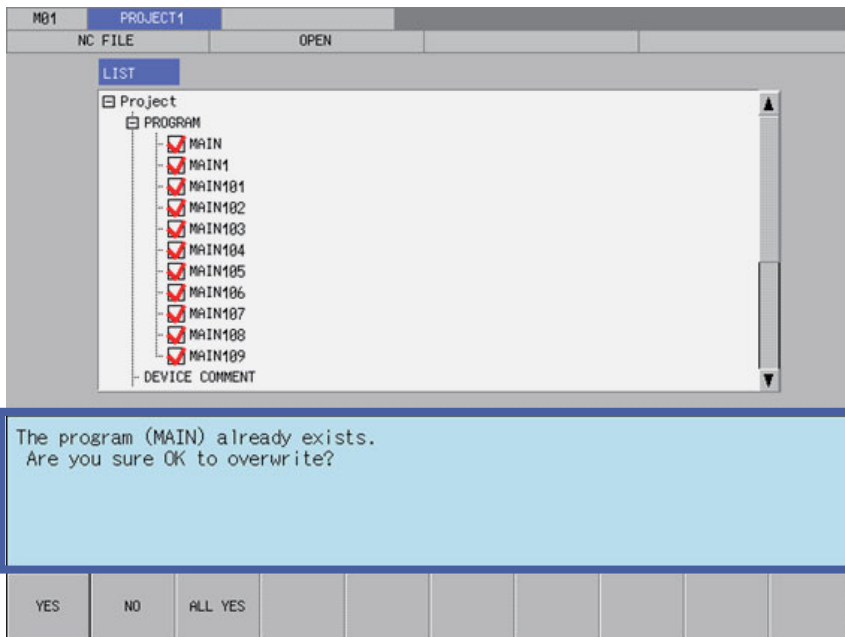 M01 PROJECT1
NC FILE OPEN
LIST
Project
PROGRAM
MAIN
MAIN1
MAIN101
MAIN102
MAIN103
MAIN104
MAIN105
MAIN106
MAIN107
MAIN108
MAIN109
DEVICE COMMENT
The program (MAIN) already exists.
Are you sure OK to overwrite?
YES NO ALL YES